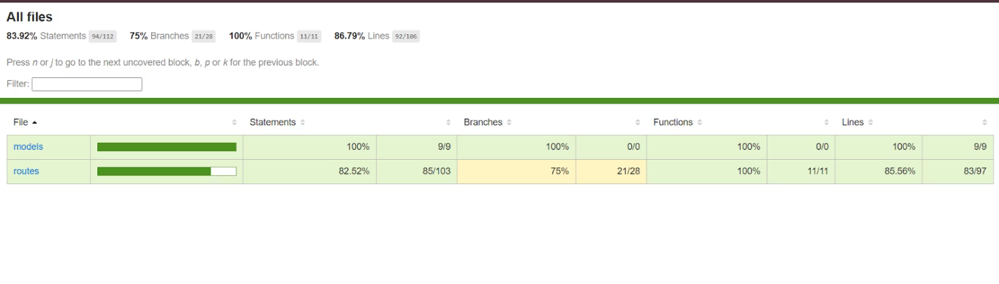 All files
83.92% Statements 94/112 75% Branches 21/28 100% Functions 11/11 86.79% Lines 92/106
Press n or j to go to the next uncovered block, b, p or k for the previous block.
Filter:
File Statements Branches Functions Lines
models 100% 9/9 100% 0/0 100% 0/0 100% 9/9
routes 82.52% 85/103 75% 21/28 100% 11/11 85.56% 83/97